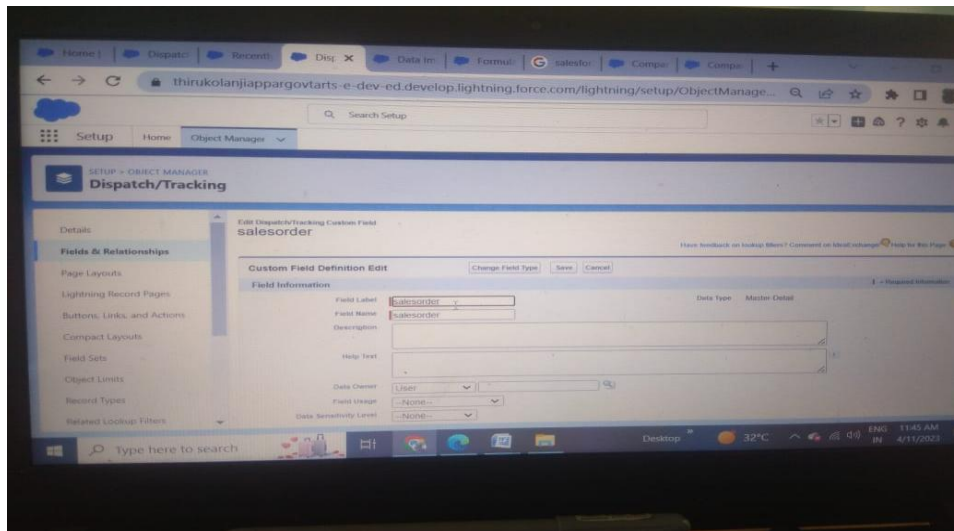 Home |
Dispatc
Recentl
Disp X
Data Im
Formul
G salesfor
Compa
Compa
+
thirukolanjiappargovtarts-e-dev-ed.develop.lightning.force.com/lightning/setup/ObjectManage...
Search Setup
Setup Home Object Manager
SETUP > OBJECT MANAGER
Dispatch/Tracking
Details
Fields & Relationships
Page Layouts
Lightning Record Pages
Buttons, Links, and Actions
Compact Layouts
Field Sets
Object Limits
Record Types
Related Lookup Filters
Edit Dispatch/Tracking Custom Field
salesorder
Have feedback on lookup filters? Comment on IdeaExchange Help for this Page
Custom Field Definition Edit Change Field Type Save Cancel
Field Information = Required Information
Field Label salesorder Data Type Master-Detail
Field Name salesorder
Description
Help Text
Data Owner User
Field Usage --None--
Data Sensitivity Level --None--
Type here to search Desktop 32°C ENG 11:45 AM
IN 4/11/2023